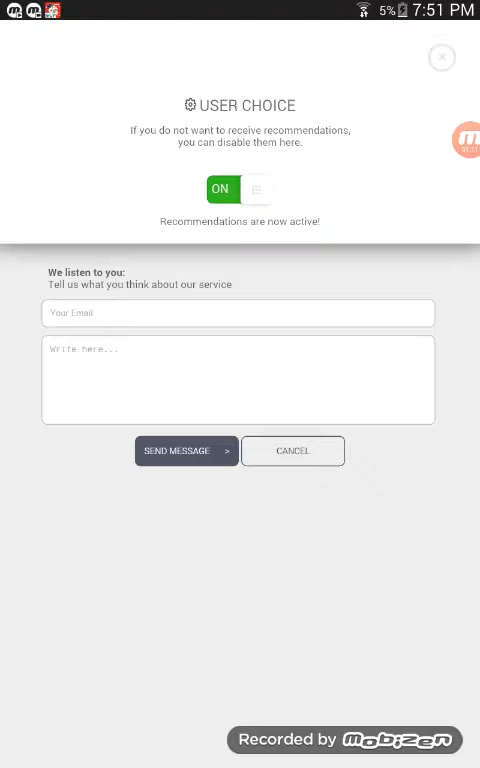 5% 7:51 PM
USER CHOICE
If you do not want to receive recommendations,
you can disable them here.
ON
Recommendations are now active!
We listen to you:
Tell us what you think about our service
Your Email
Write here...
SEND MESSAGE >
CANCEL
Recorded by mobizen